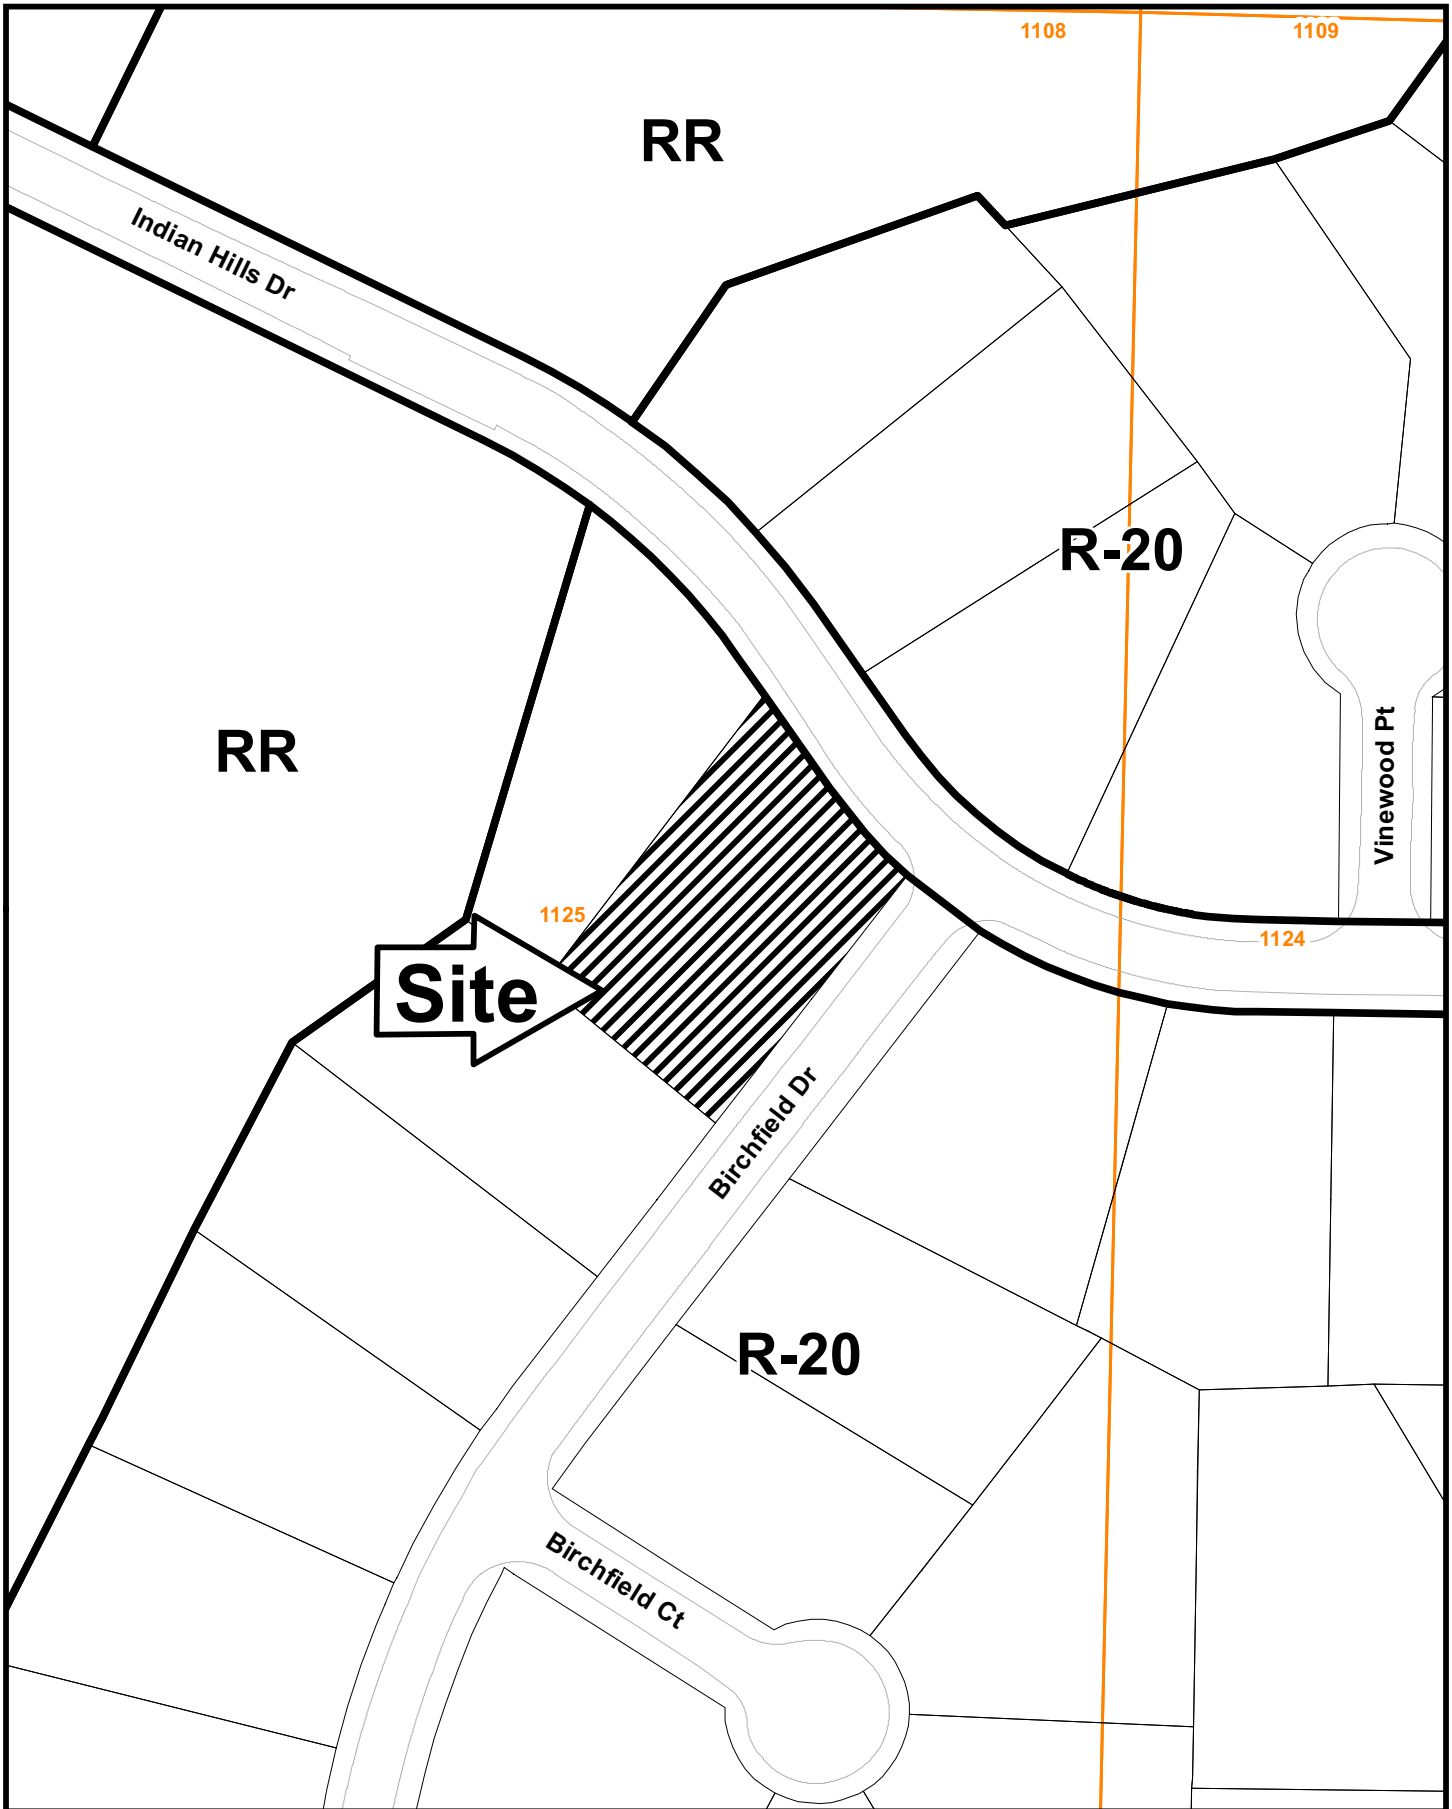 1108
1109
RR
Indian Hills Dr
R-20
RR
Vinewood Pt
1125
1124
Site
Birchfield Dr
R-20
Birchfield Ct